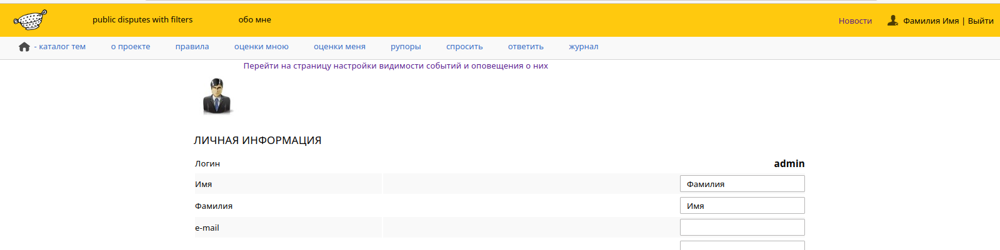 public disputes with filters обо мне Новости Фамилия Имя | Выйти
- каталог тем о проекте правила оценки мною оценки меня рупоры спросить ответить журнал
Перейти на страницу настройки видимости событий и оповещения о них
ЛИЧНАЯ ИНФОРМАЦИЯ
Логин admin
Имя Фамилия
Фамилия Имя
e-mail